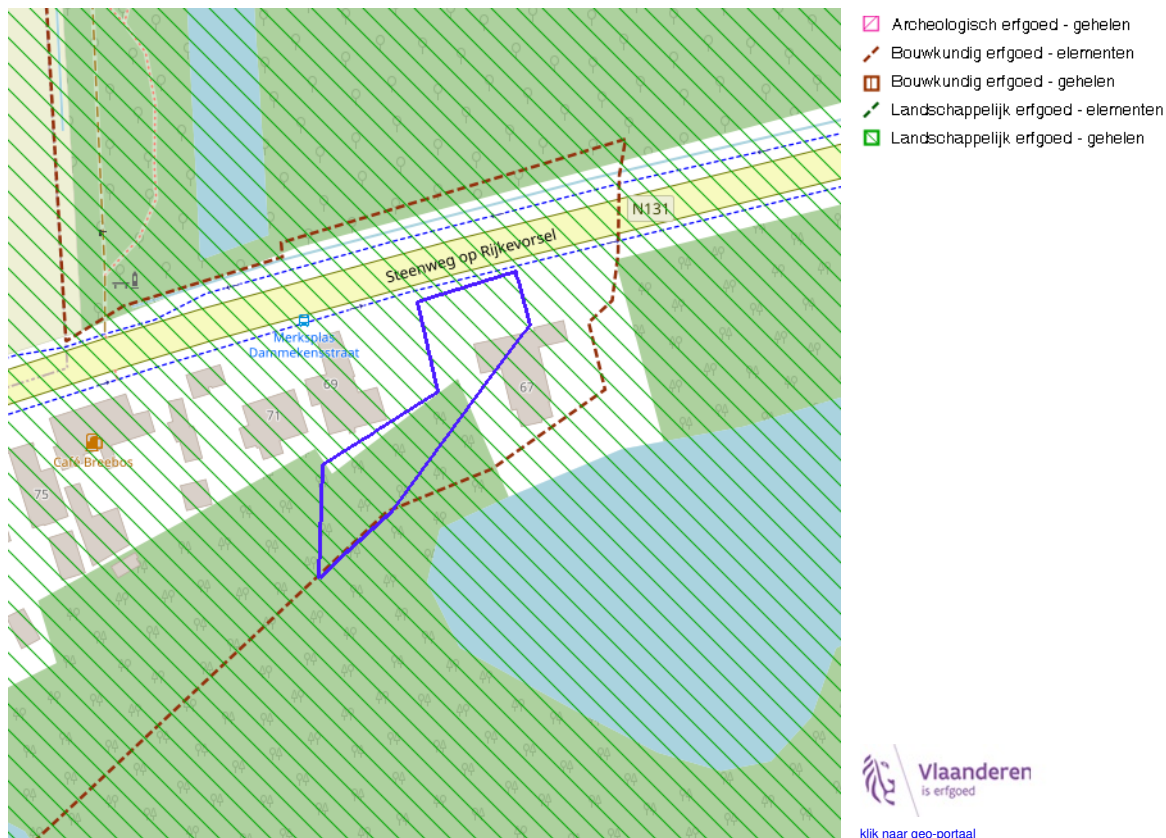 Archeologisch erfgoed - gehelen
Bouwkundig erfgoed - elementen
Bouwkundig erfgoed - gehelen
Landschappelijk erfgoed - elementen
Landschappelijk erfgoed - gehelen
N131
Steenweg op Rijkevorsel
Merksplas
Dammekensstraat
69
67
71
Café Breebos
75
Vlaanderen
is erfgoed
klik naar geo-portaal